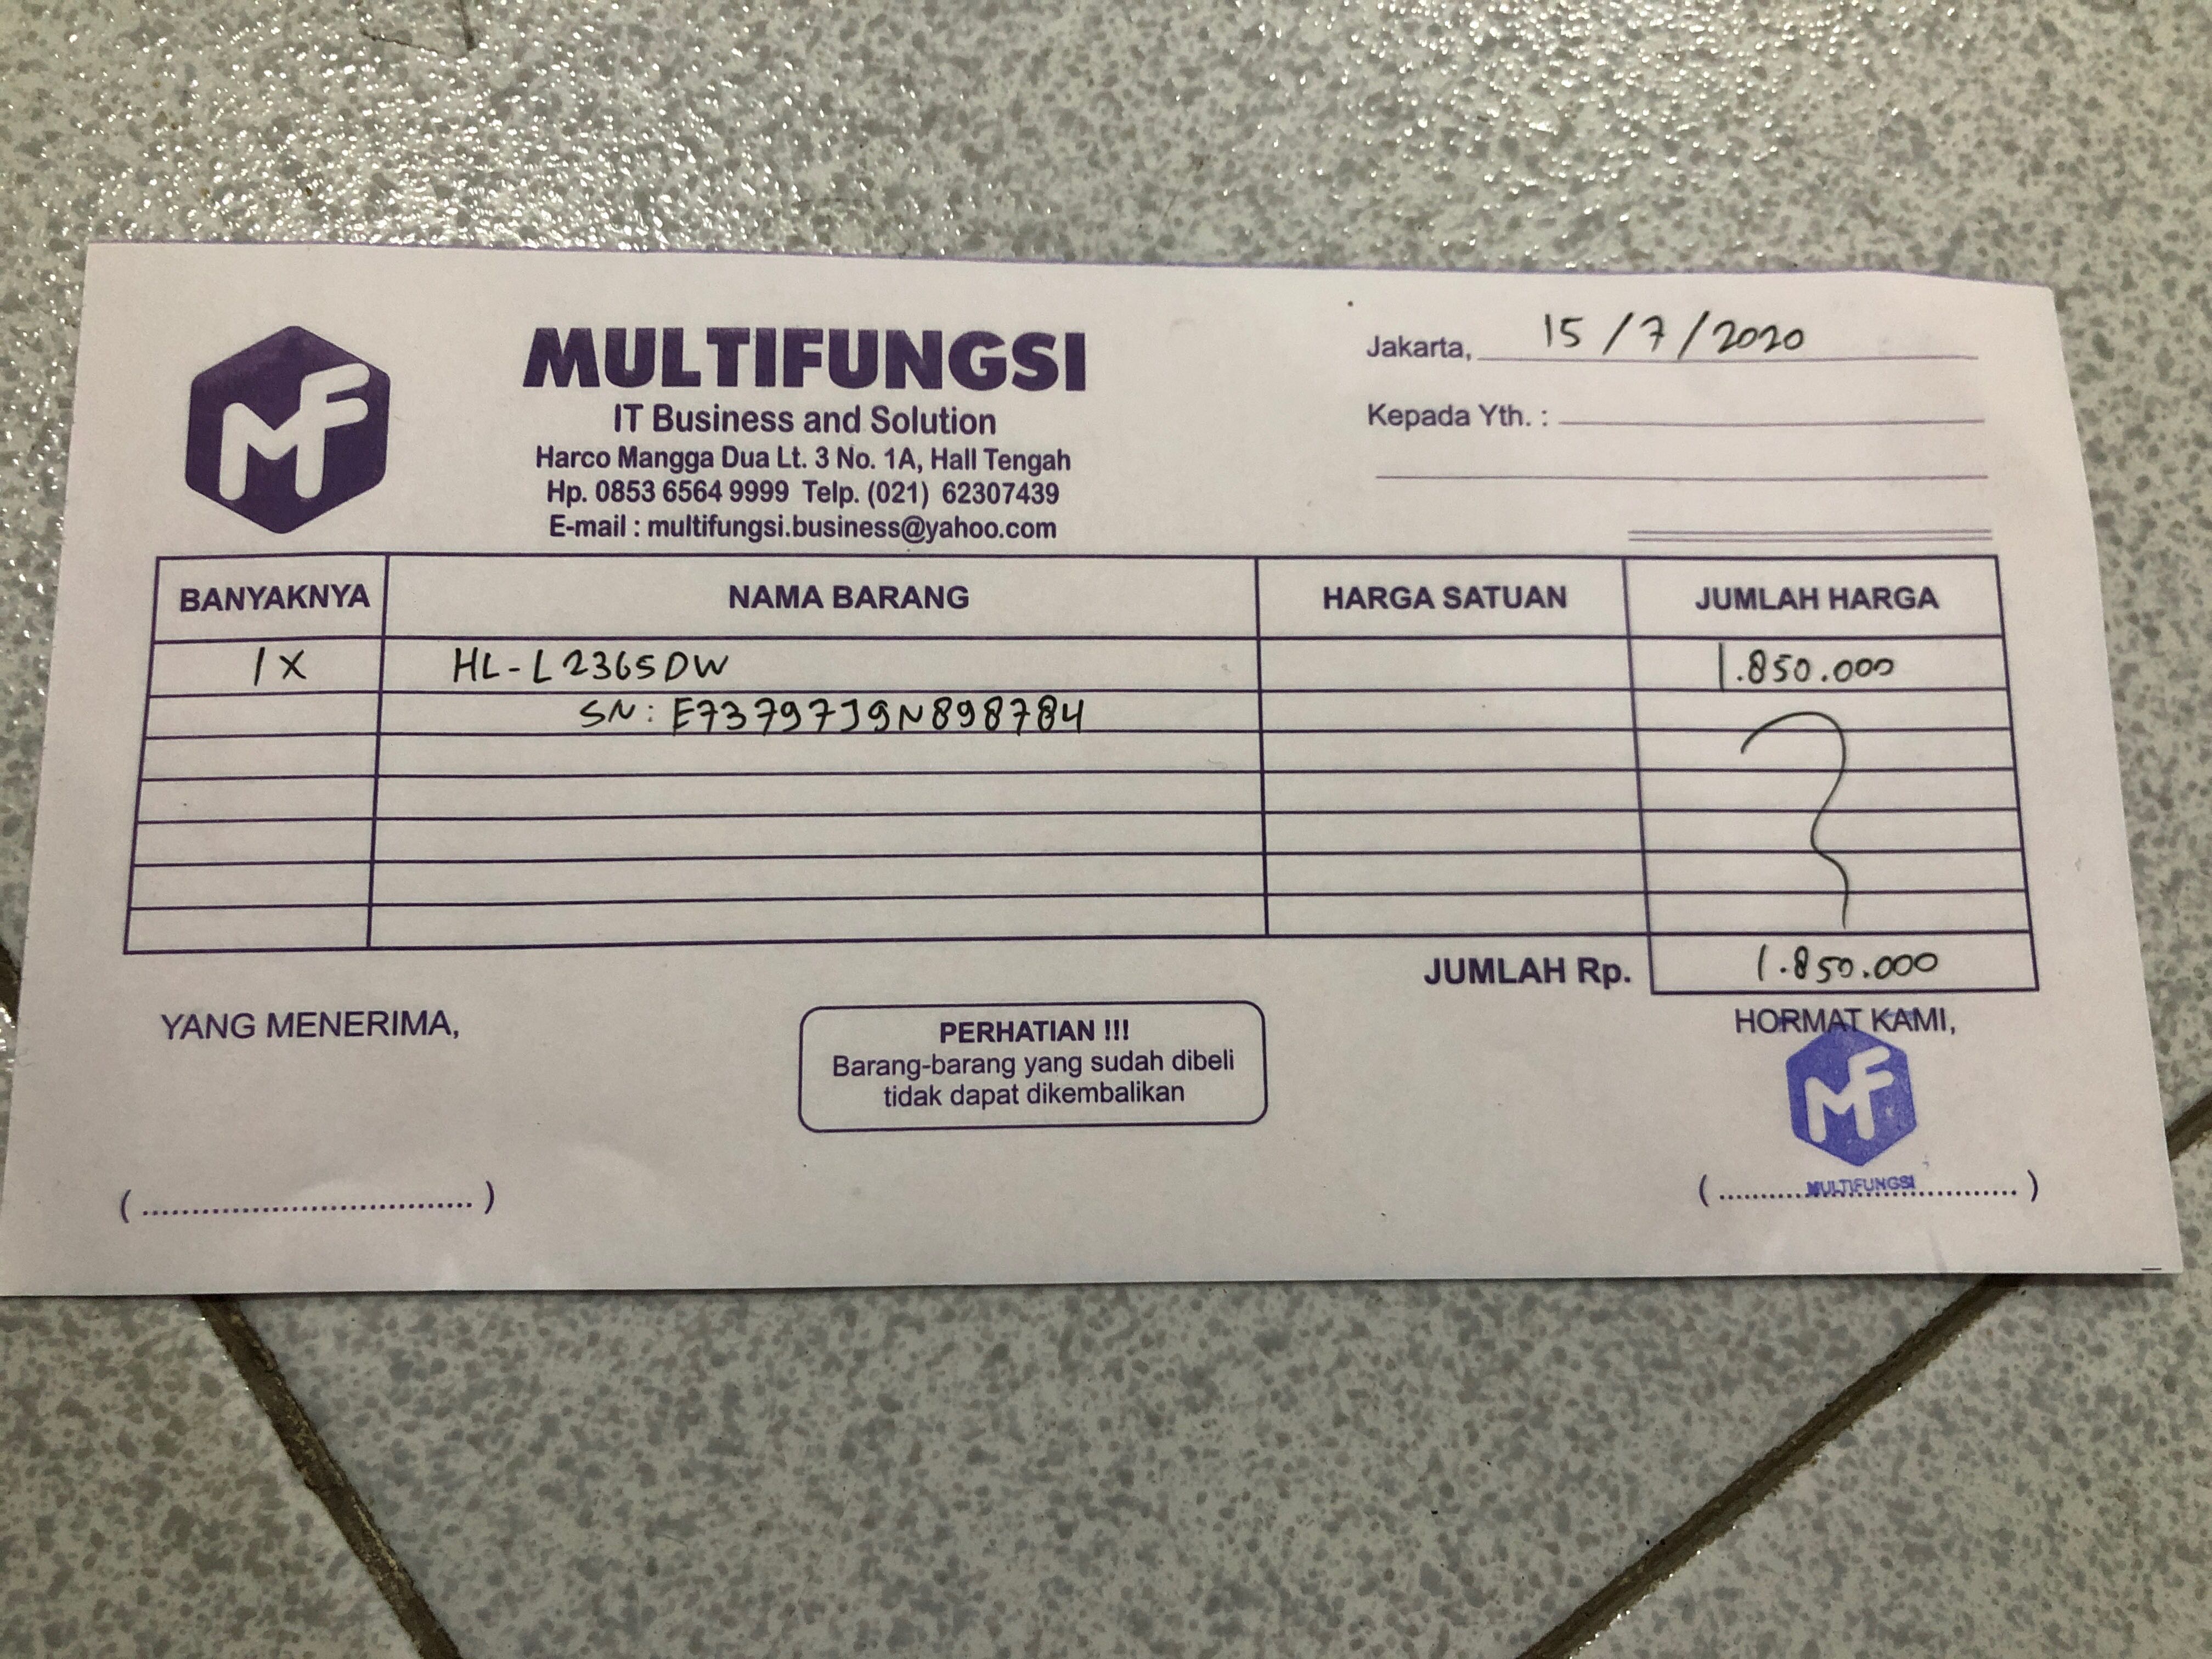 MF
MULTIFUNGSI
IT Business and Solution
Harco Mangga Dua Lt. 3 No. 1A, Hall Tengah
Hp. 0853 6564 9999 Telp. (021) 62307439
E-mail : multifungsi.business@yahoo.com
Jakarta, 15/7/2020
Kepada Yth. :
BANYAKNYA NAMA BARANG HARGA SATUAN JUMLAH HARGA
1X HL-L2365DW 1.850.000
SN: E73797J9N898784
JUMLAH Rp. 1.850.000
YANG MENERIMA,
PERHATIAN !!!
Barang-barang yang sudah dibeli
tidak dapat dikembalikan
HORMAT KAMI,
MF
MULTIFUNGSI
(..................................)
(..................................)